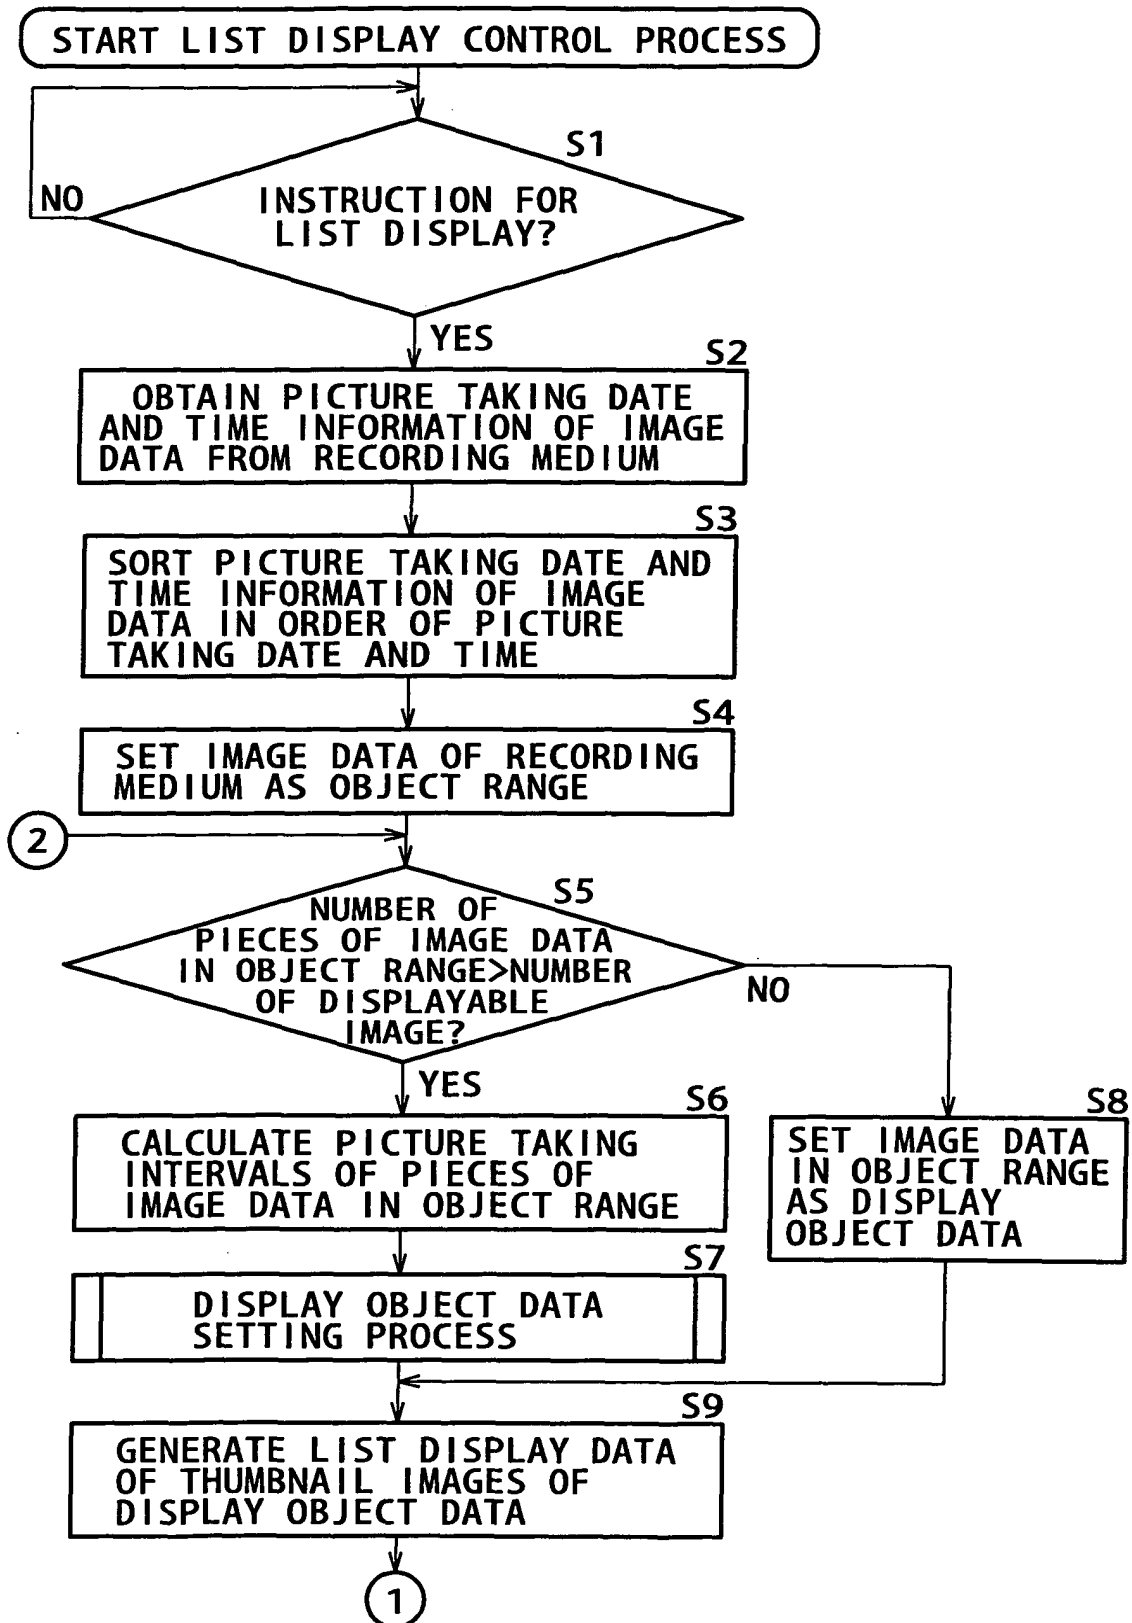 START LIST DISPLAY CONTROL PROCESS
S1
NO
INSTRUCTION FOR
LIST DISPLAY?
YES
S2
OBTAIN PICTURE TAKING DATE
AND TIME INFORMATION OF IMAGE
DATA FROM RECORDING MEDIUM
S3
SORT PICTURE TAKING DATE AND
TIME INFORMATION OF IMAGE
DATA IN ORDER OF PICTURE
TAKING DATE AND TIME
S4
SET IMAGE DATA OF RECORDING
MEDIUM AS OBJECT RANGE
2
S5
NUMBER OF
PIECES OF IMAGE DATA
IN OBJECT RANGE>NUMBER
OF DISPLAYABLE
IMAGE?
NO
YES
S6
CALCULATE PICTURE TAKING
INTERVALS OF PIECES OF
IMAGE DATA IN OBJECT RANGE
S8
SET IMAGE DATA
IN OBJECT RANGE
AS DISPLAY
OBJECT DATA
S7
DISPLAY OBJECT DATA
SETTING PROCESS
S9
GENERATE LIST DISPLAY DATA
OF THUMBNAIL IMAGES OF
DISPLAY OBJECT DATA
1